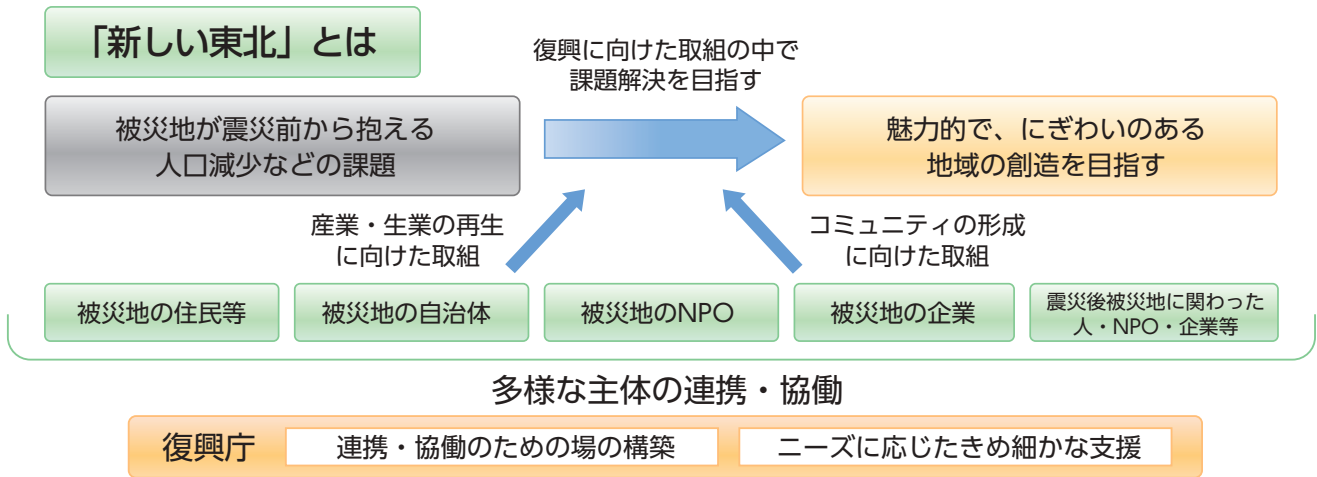 「新しい東北」とは
復興に向けた取組の中で
課題解決を目指す
被災地が震災前から抱える
人口減少などの課題
魅力的で、にぎわいのある
地域の創造を目指す
産業・生業の再生
に向けた取組
コミュニティの形成
に向けた取組
被災地の住民等
被災地の自治体
被災地のNPO
被災地の企業
震災後被災地に関わった
人・NPO・企業等
多様な主体の連携・協働
復興庁
連携・協働のための場の構築
ニーズに応じたきめ細かな支援